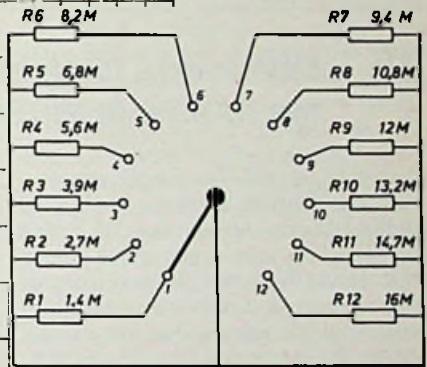 R6 8,2M
R7 9,4 M
R5 6,8M
R8 10,8M
6
7
5
8
R4 5,6M
R9 12M
4
9
R3 3,9M
R10 13,2M
3
10
R2 2,7M
R11 14,7M
2
11
1
12
R1 1,4 M
R12 16M